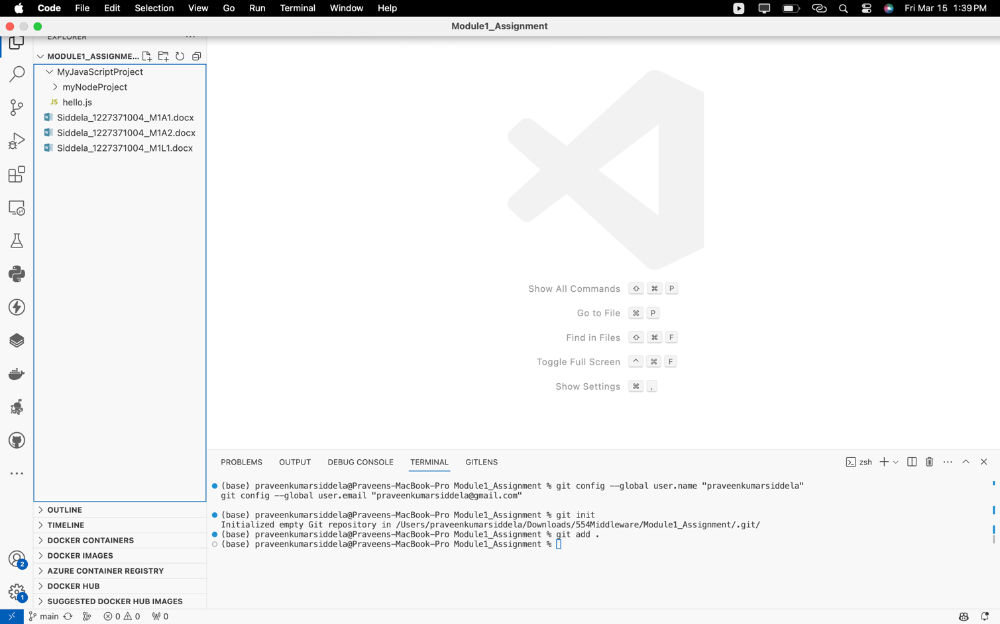 Code File Edit Selection View Go Run Terminal Window Help Fri Mar 15 1:39 PM
Module1_Assignment
EXPLORER
MODULE1_ASSIGNME...
MyJavaScriptProject
myNodeProject
JS hello.js
Siddela_1227371004_M1A1.docx
Siddela_1227371004_M1A2.docx
Siddela_1227371004_M1L1.docx
OUTLINE
TIMELINE
DOCKER CONTAINERS
DOCKER IMAGES
AZURE CONTAINER REGISTRY
DOCKER HUB
SUGGESTED DOCKER HUB IMAGES
2
1
Show All Commands ⇧ ⌘ P
Go to File ⌘ P
Find in Files ⇧ ⌘ F
Toggle Full Screen ^ ⌘ F
Show Settings ⌘ ,
PROBLEMS OUTPUT DEBUG CONSOLE TERMINAL GITLENS zsh
(base) praveenkumarsiddela@Praveens-MacBook-Pro Module1_Assignment % git config --global user.name "praveenkumarsiddela"
git config --global user.email "praveenkumarsiddela@gmail.com"
(base) praveenkumarsiddela@Praveens-MacBook-Pro Module1_Assignment % git init
Initialized empty Git repository in /Users/praveenkumarsiddela/Downloads/554Middleware/Module1_Assignment/.git/
(base) praveenkumarsiddela@Praveens-MacBook-Pro Module1_Assignment % git add .
(base) praveenkumarsiddela@Praveens-MacBook-Pro Module1_Assignment %
main 0 0 0